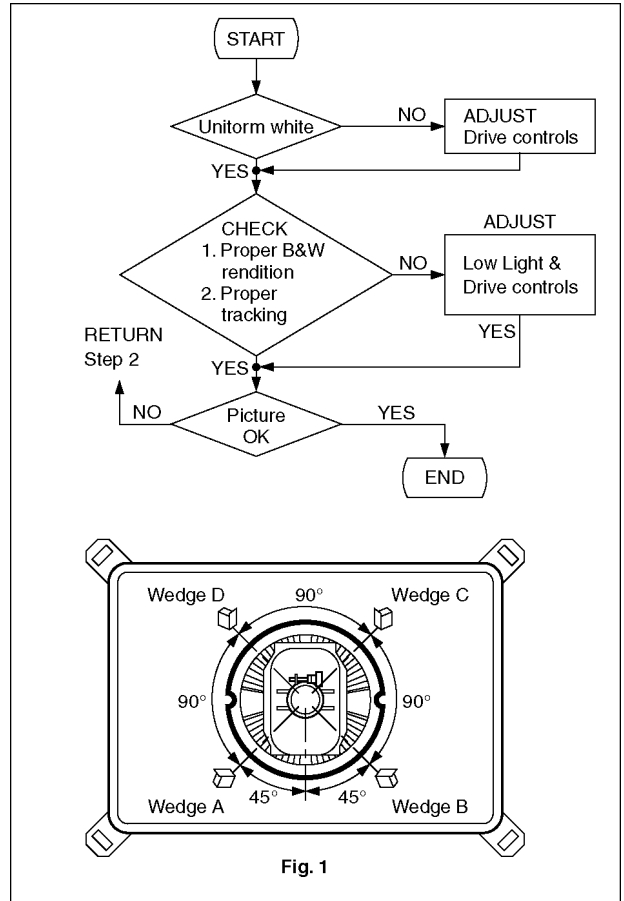 START
Unitorm white
NO
ADJUST
Drive controls
YES
CHECK
1. Proper B&W
rendition
2. Proper
tracking
NO
ADJUST
Low Light &
Drive controls
YES
RETURN
Step 2
YES
NO
Picture
OK
YES
END
Wedge D
90°
Wedge C
90°
90°
Wedge A
45°
45°
Wedge B
Fig. 1